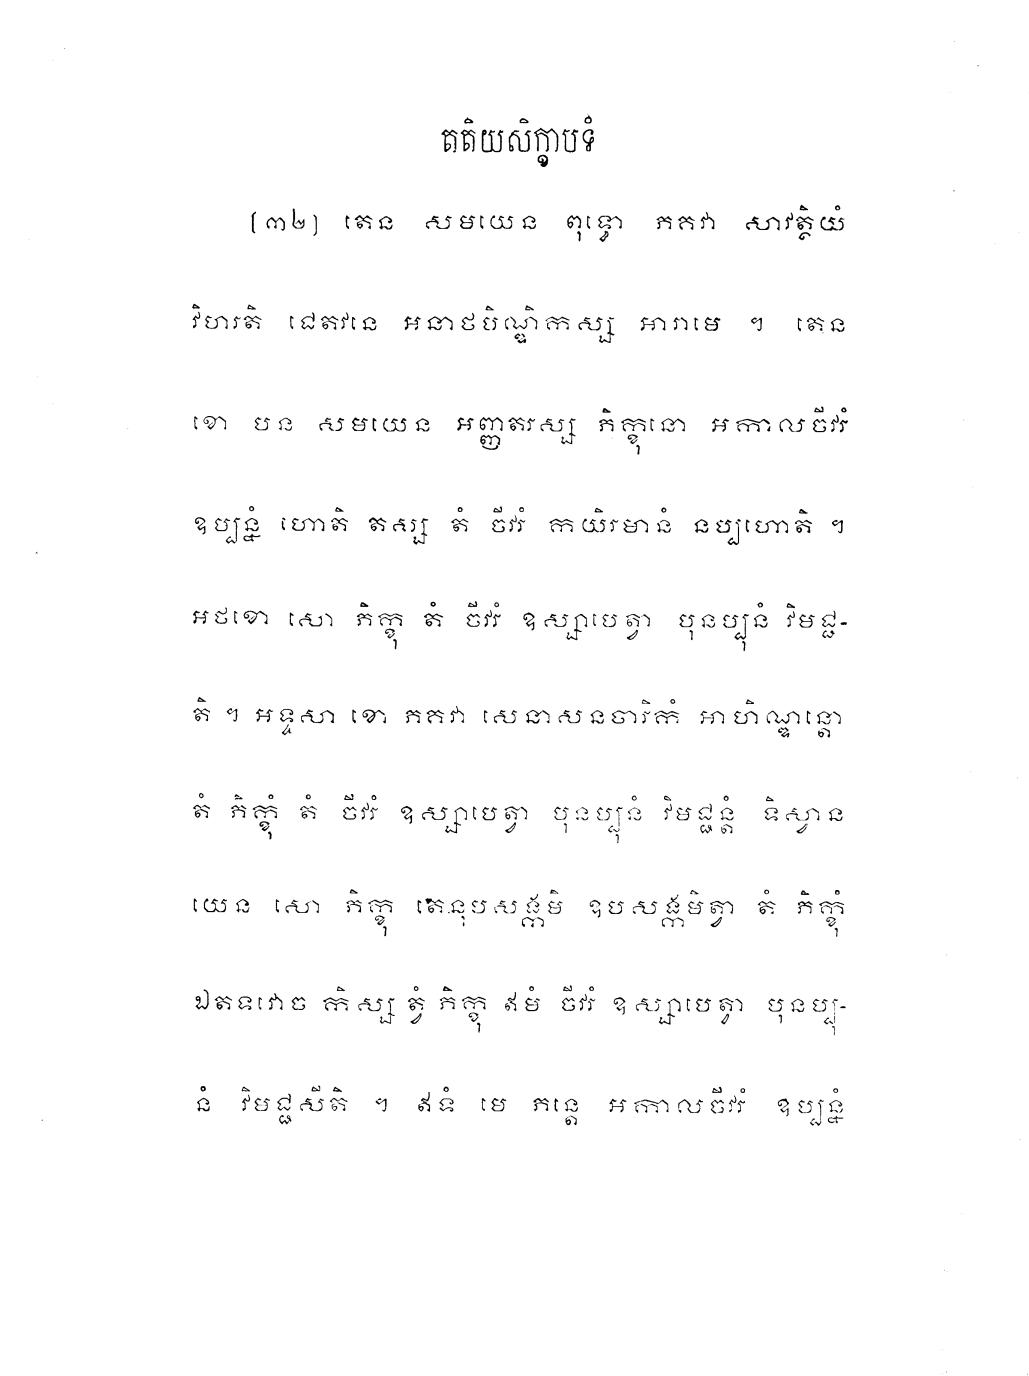 តតិយសិក្ខាបទំ
[៣២] តេន សមយេន ពុទ្ធោ ភគវា សាវត្ថិយំ
វិហរតិ ជេតវនេ អនាថបិណ្ឌិកស្ស អារាមេ ។ តេន
ខោ បន សមយេន អញ្ញតរស្ស ភិក្ខុនោ អកាលចីវរំ
ឧប្បន្នំ ហោតិ តស្ស តំ ចីវរំ កយិរមានំ នប្បហោតិ ។
អថខោ សោ ភិក្ខុ តំ ចីវរំ ឧស្សាបេត្វា បុនប្បុនំ វិមជ្ជ-
តិ ។ អទ្ទសា ខោ ភគវា សេនាសនចារិកំ អាហិណ្ឌន្តោ
តំ ភិក្ខុំ តំ ចីវរំ ឧស្សាបេត្វា បុនប្បុនំ វិមជ្ជន្តំ ទិស្វាន
យេន សោ ភិក្ខុ តេនុបសង្កមិ ឧបសង្កមិត្វា តំ ភិក្ខុំ
ឯតទវោច កិស្ស ត្វំ ភិក្ខុ ឥមំ ចីវរំ ឧស្សាបេត្វា បុនប្បុ-
នំ វិមជ្ជសីតិ ។ ឥទំ មេ ភន្តេ អកាលចីវរំ ឧប្បន្នំ